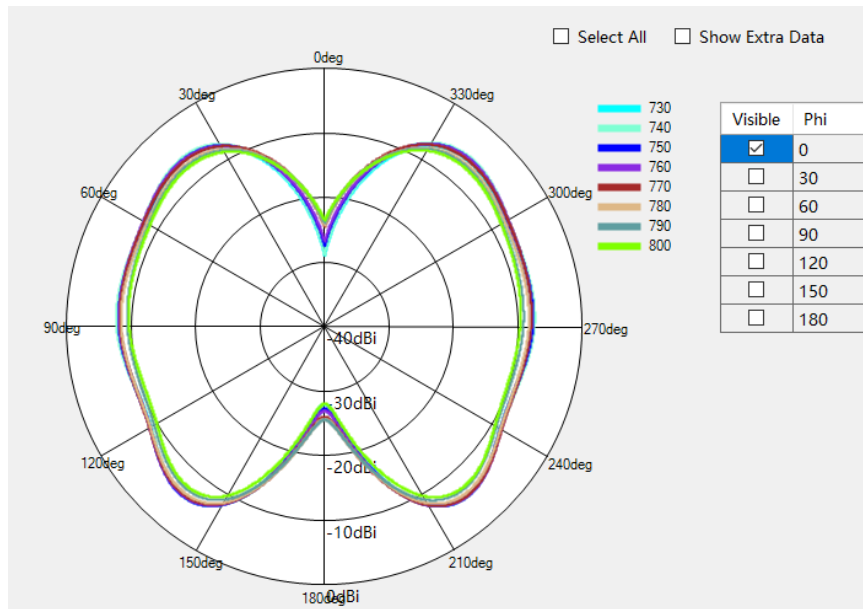 Select All
Show Extra Data
0deg
30deg
330deg
730
740
750
760
770
780
790
800
Visible Phi
0
30
60
90
120
150
180
60deg
300deg
90deg
270deg
-40dBi
-30dBi
120deg
240deg
-20dBi
-10dBi
150deg
210deg
180deg
0dBi